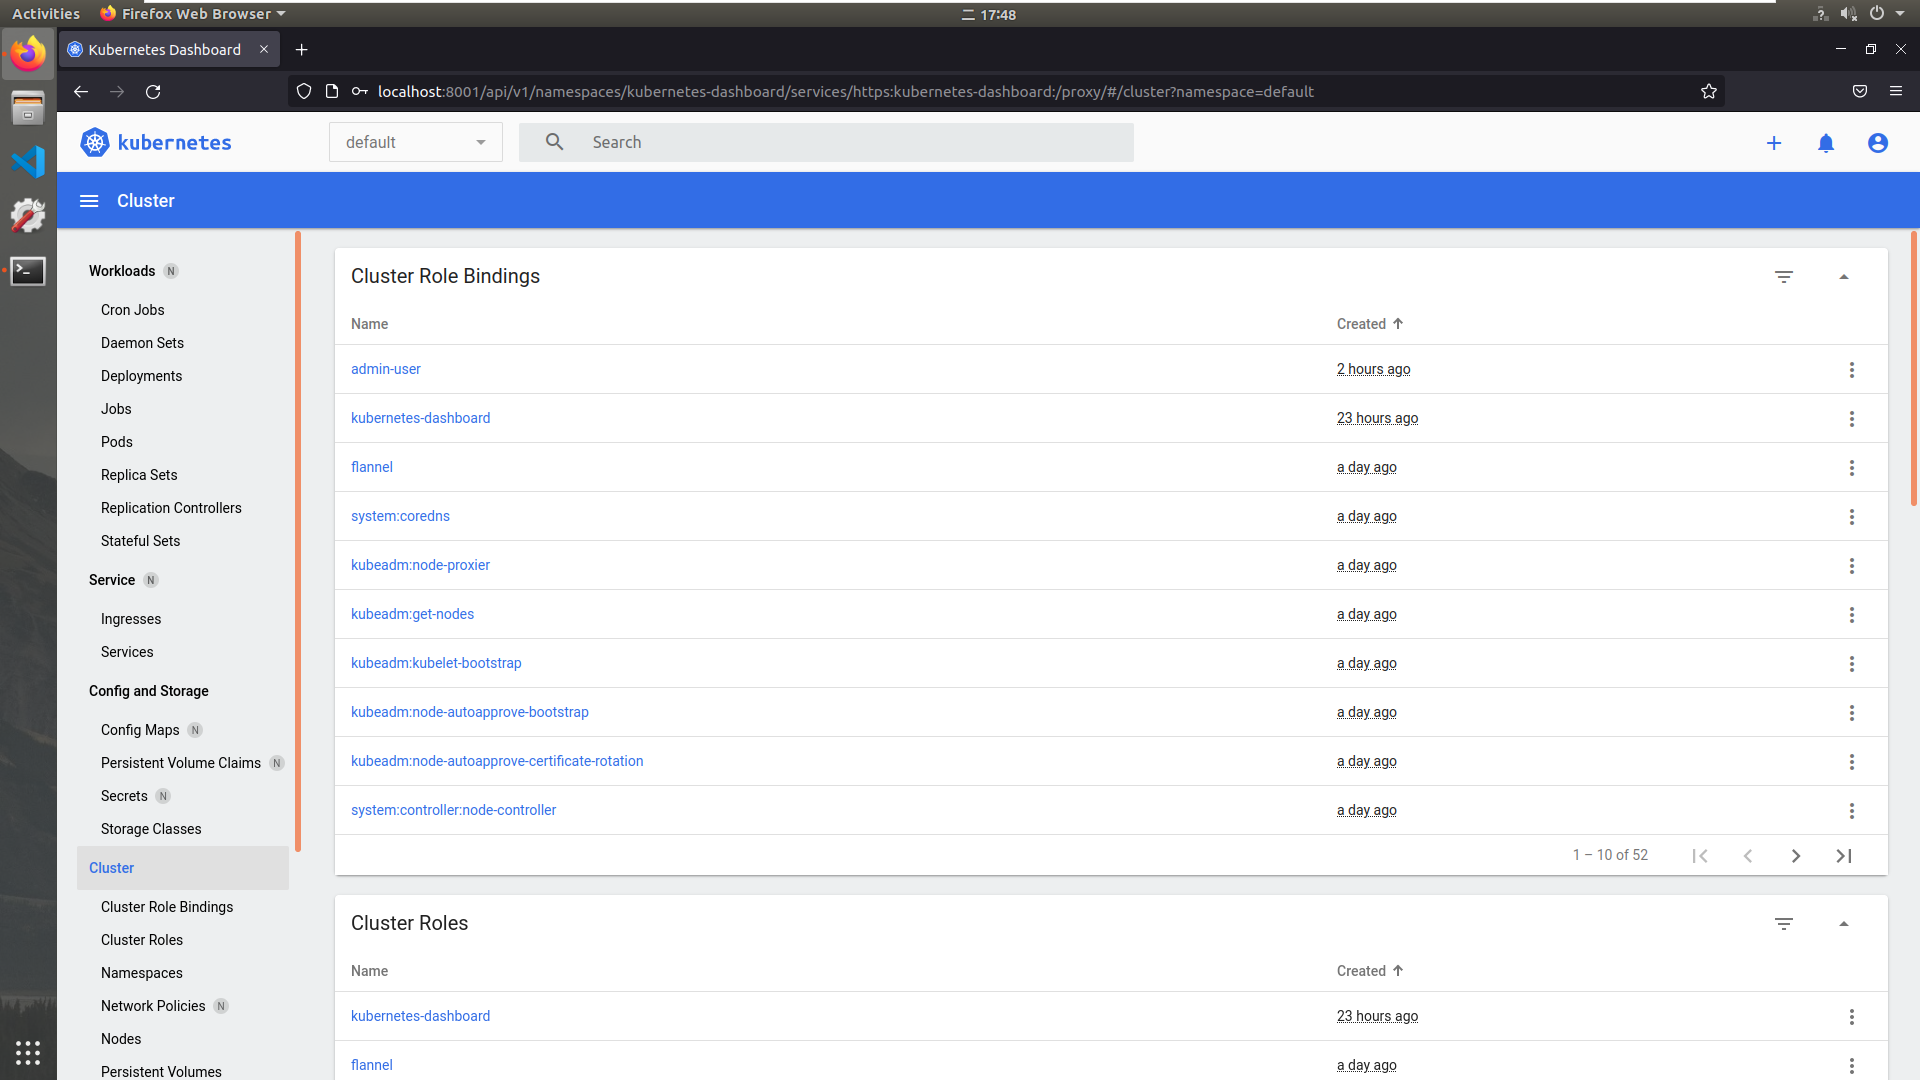 Activities
Firefox Web Browser
二 17:48
Kubernetes Dashboard
localhost:8001/api/v1/namespaces/kubernetes-dashboard/services/https:kubernetes-dashboard:/proxy/#/cluster?namespace=default
kubernetes
default
Search
Cluster
Workloads N
Cron Jobs
Daemon Sets
Deployments
Jobs
Pods
Replica Sets
Replication Controllers
Stateful Sets
Service N
Ingresses
Services
Config and Storage
Config Maps N
Persistent Volume Claims N
Secrets N
Storage Classes
Cluster
Cluster Role Bindings
Cluster Roles
Namespaces
Network Policies N
Nodes
Persistent Volumes
Cluster Role Bindings
Name Created
admin-user 2 hours ago
kubernetes-dashboard 23 hours ago
flannel a day ago
system:coredns a day ago
kubeadm:node-proxier a day ago
kubeadm:get-nodes a day ago
kubeadm:kubelet-bootstrap a day ago
kubeadm:node-autoapprove-bootstrap a day ago
kubeadm:node-autoapprove-certificate-rotation a day ago
system:controller:node-controller a day ago
1 – 10 of 52
Cluster Roles
Name Created
kubernetes-dashboard 23 hours ago
flannel a day ago